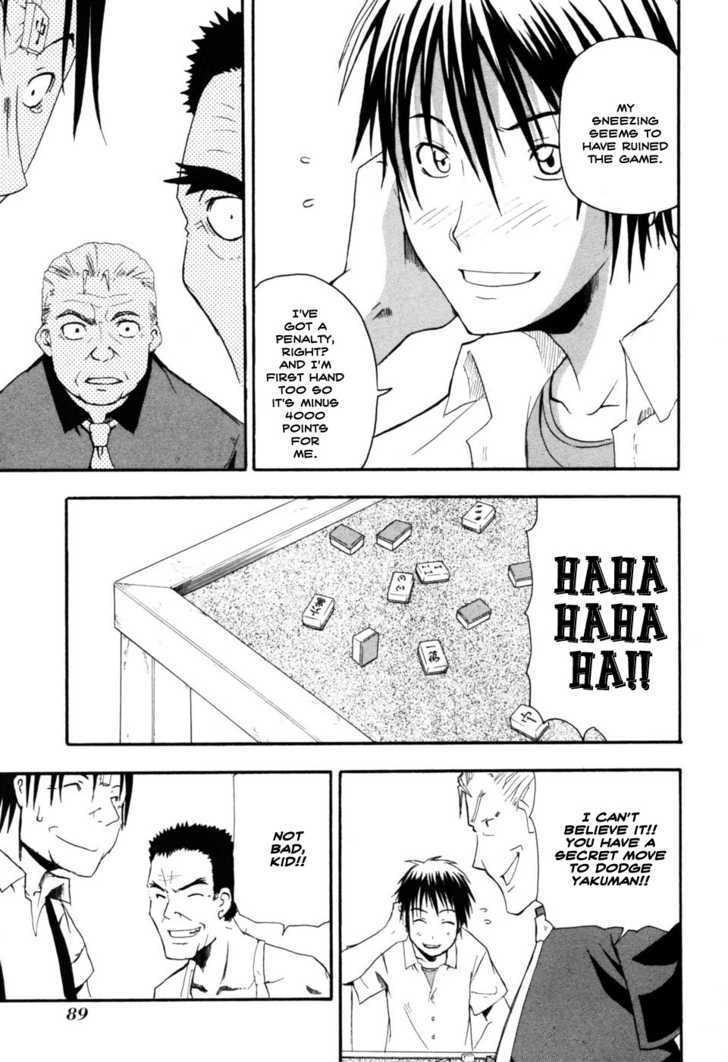 MY
SNEEZING
SEEMS TO
HAVE RUINED
THE GAME.
I'VE
GOT A
PENALTY,
RIGHT?
AND I'M
FIRST HAND
TOO SO
IT'S MINUS
4000
POINTS
FOR
ME.
HAHA
HAHA
HA!!
I CAN'T
BELIEVE IT!!
YOU HAVE A
SECRET MOVE
TO DODGE
YAKUMAN!!
NOT
BAD,
KID!!
89